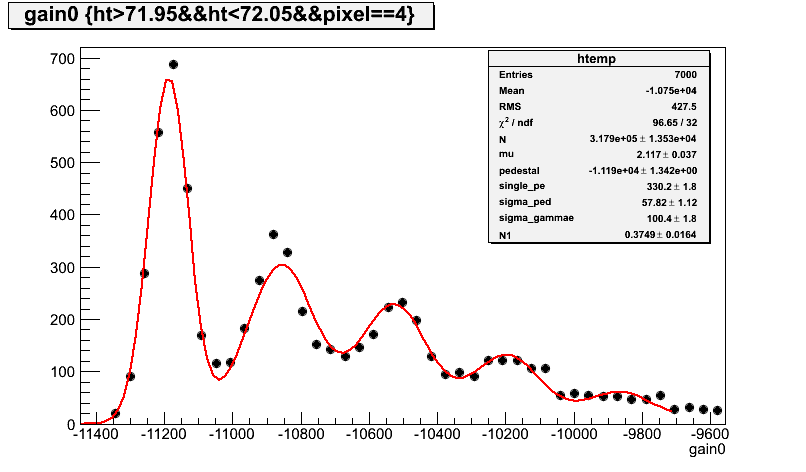 gain0 {ht>71.95&&ht<72.05&&pixel==4}
htemp
Entries 7000
Mean -1.075e+04
RMS 427.5
χ² / ndf 96.65 / 32
N 3.179e+05 ± 1.353e+04
mu 2.117 ± 0.037
pedestal -1.119e+04 ± 1.342e+00
single_pe 330.2 ± 1.8
sigma_ped 57.82 ± 1.12
sigma_gammae 100.4 ± 1.8
N1 0.3749 ± 0.0164
700
600
500
400
300
200
100
0
-11400 -11200 -11000 -10800 -10600 -10400 -10200 -10000 -9800 -9600
gain0